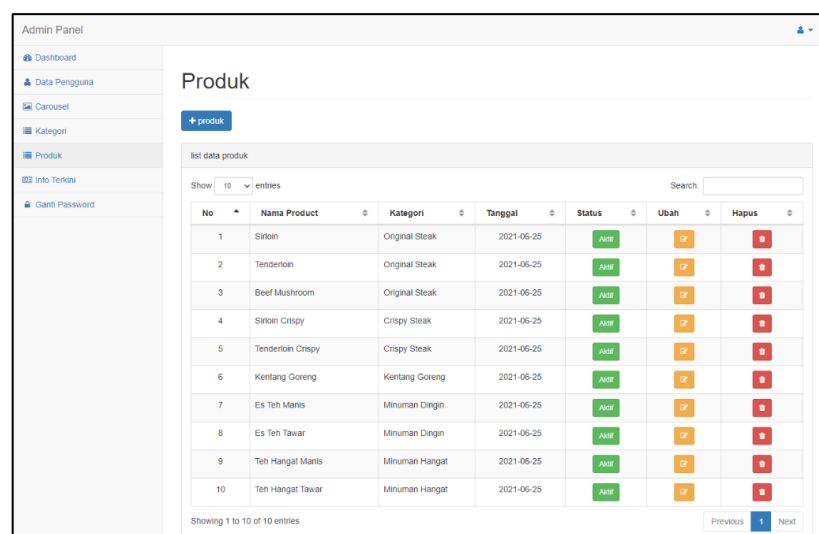 Admin Panel
Dashboard
Data Pengguna
Carousel
Kategori
Produk
Info Terkini
Ganti Password
Produk
+ produk
list data produk
Show 10 entries Search:
No Nama Product Kategori Tanggal Status Ubah Hapus
1 Sirloin Original Steak 2021-06-25 Aktif
2 Tenderloin Original Steak 2021-06-25 Aktif
3 Beef Mushroom Original Steak 2021-06-25 Aktif
4 Sirloin Crispy Crispy Steak 2021-06-25 Aktif
5 Tenderloin Crispy Crispy Steak 2021-06-25 Aktif
6 Kentang Goreng Kentang Goreng 2021-06-25 Aktif
7 Es Teh Manis Minuman Dingin 2021-06-25 Aktif
8 Es Teh Tawar Minuman Dingin 2021-06-25 Aktif
9 Teh Hangat Manis Minuman Hangat 2021-06-25 Aktif
10 Teh Hangat Tawar Minuman Hangat 2021-06-25 Aktif
Showing 1 to 10 of 10 entries Previous 1 Next